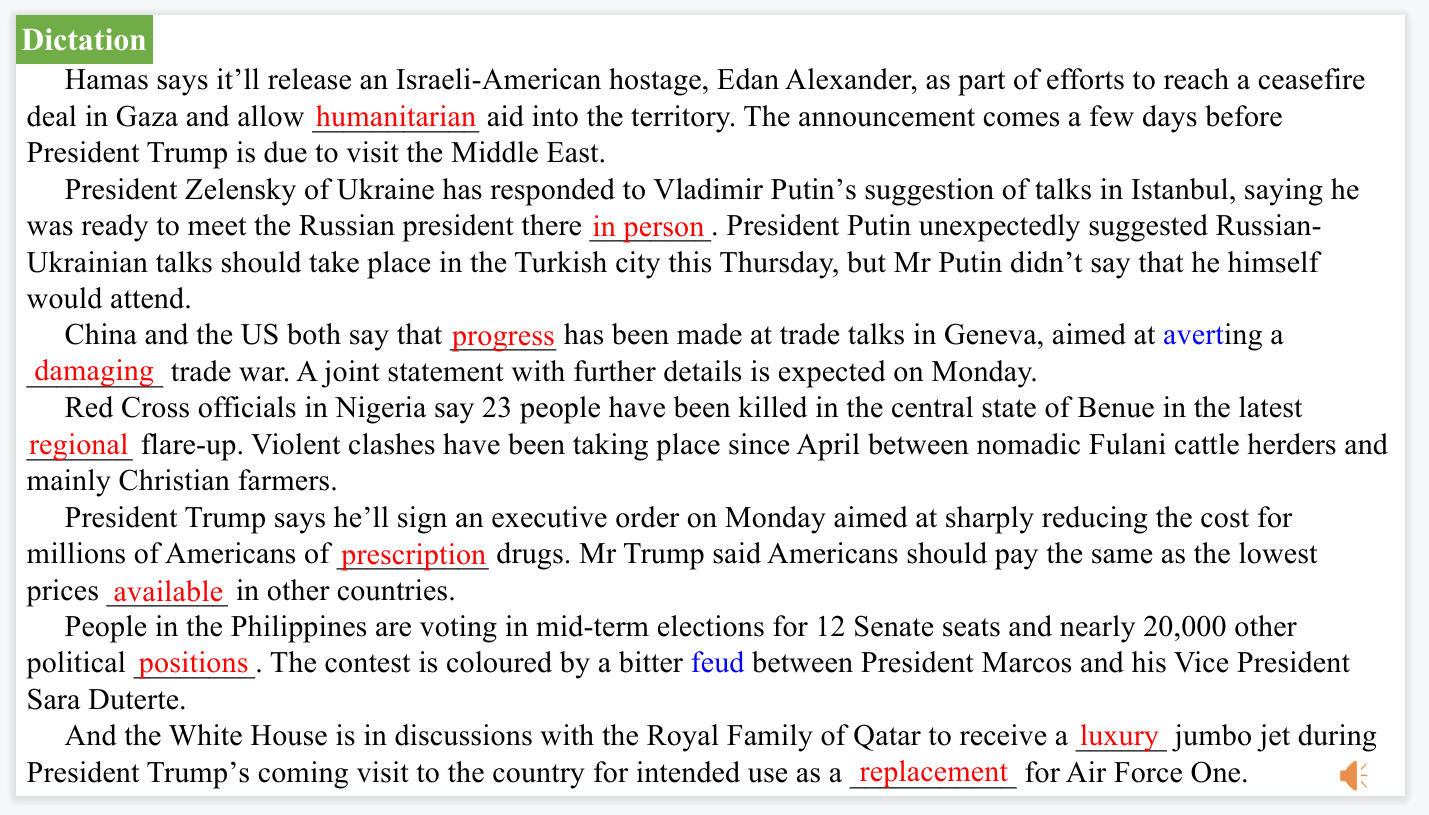 Dictation
Hamas says it’ll release an Israeli-American hostage, Edan Alexander, as part of efforts to reach a ceasefire
deal in Gaza and allow humanitarian aid into the territory. The announcement comes a few days before
President Trump is due to visit the Middle East.
President Zelensky of Ukraine has responded to Vladimir Putin’s suggestion of talks in Istanbul, saying he
was ready to meet the Russian president there in person. President Putin unexpectedly suggested Russian-
Ukrainian talks should take place in the Turkish city this Thursday, but Mr Putin didn’t say that he himself
would attend.
China and the US both say that progress has been made at trade talks in Geneva, aimed at averting a
damaging trade war. A joint statement with further details is expected on Monday.
Red Cross officials in Nigeria say 23 people have been killed in the central state of Benue in the latest
regional flare-up. Violent clashes have been taking place since April between nomadic Fulani cattle herders and
mainly Christian farmers.
President Trump says he’ll sign an executive order on Monday aimed at sharply reducing the cost for
millions of Americans of prescription drugs. Mr Trump said Americans should pay the same as the lowest
prices available in other countries.
People in the Philippines are voting in mid-term elections for 12 Senate seats and nearly 20,000 other
political positions. The contest is coloured by a bitter feud between President Marcos and his Vice President
Sara Duterte.
And the White House is in discussions with the Royal Family of Qatar to receive a luxury jumbo jet during
President Trump’s coming visit to the country for intended use as a replacement for Air Force One.